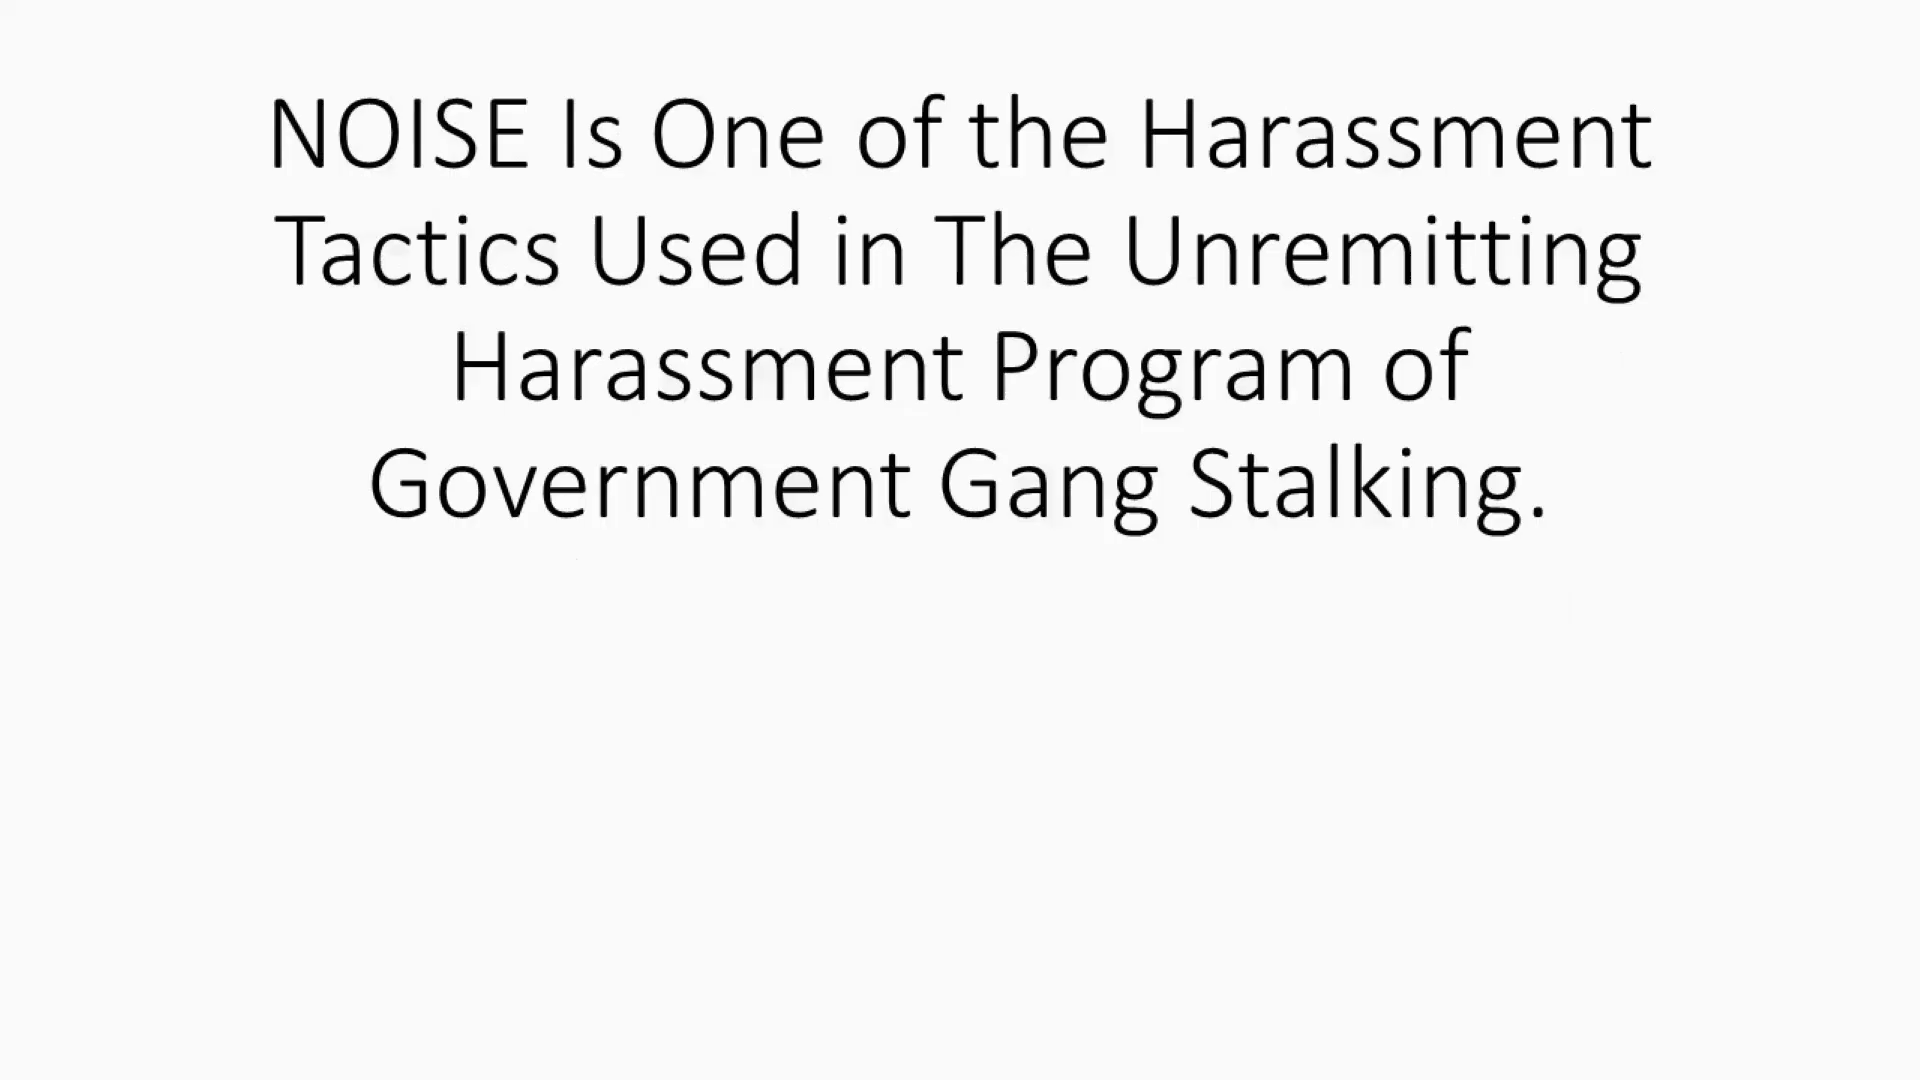 NOISE Is One of the Harassment
Tactics Used in The Unremitting
Harassment Program of
Government Gang Stalking.